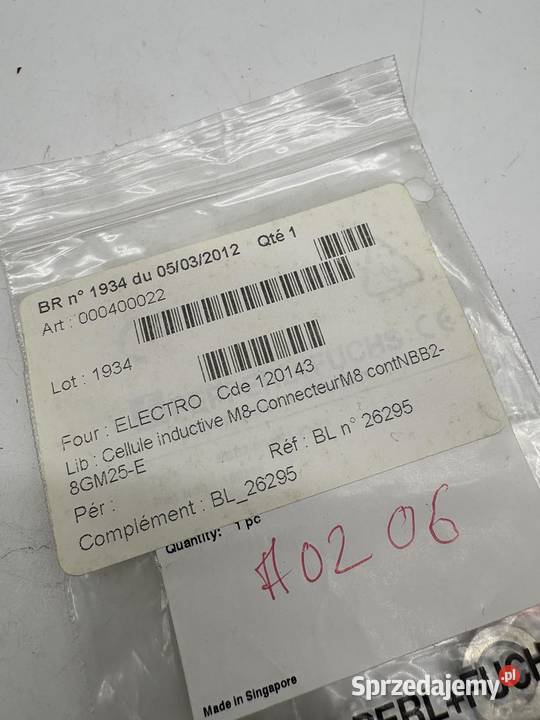 BR n° 1934 du 05/03/2012 Qté 1
Art : 000400022
Lot : 1934
Four : ELECTRO Cde 120143
Lib : Cellule inductive M8-ConnecteurM8 contNBB2-
8GM25-E
Pér : Réf : BL n° 26295
Complément : BL_26295
Quantity: 1 pc
A0206
Made in Singapore
Sprzedajemy.pl